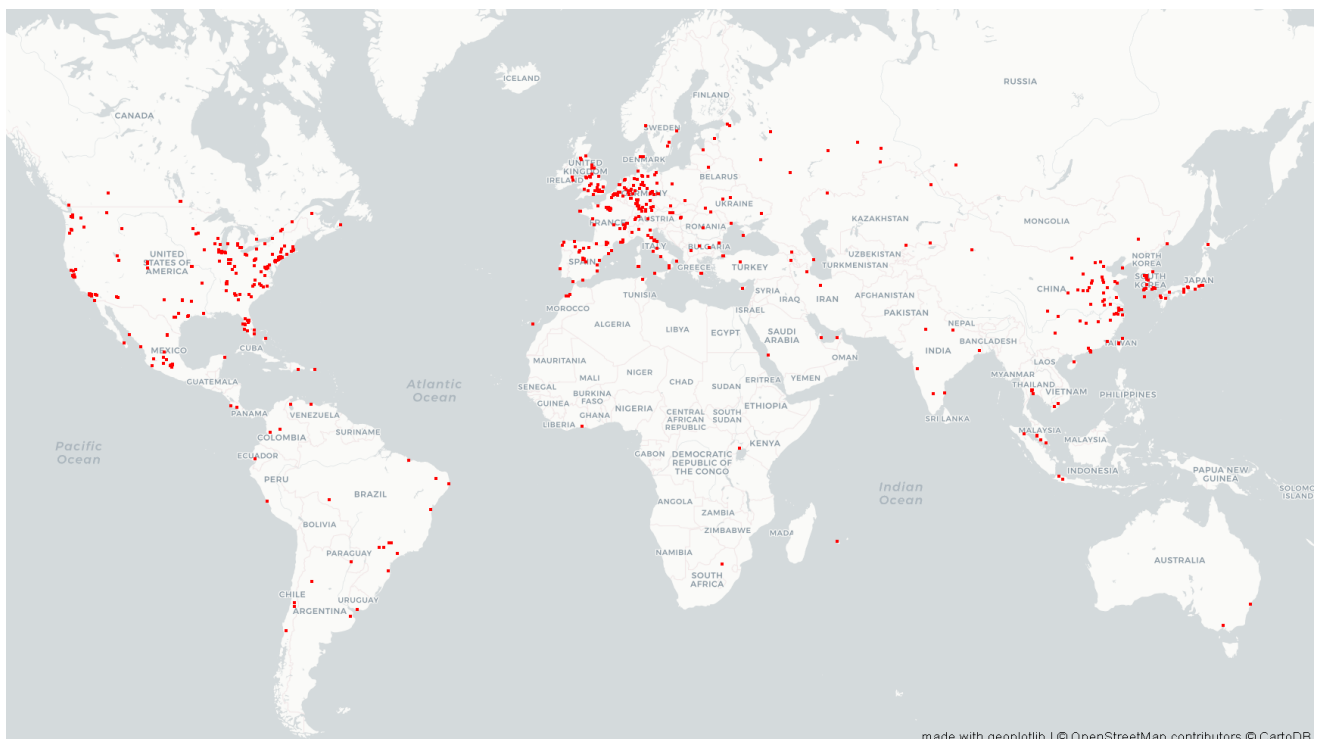 ICELAND
RUSSIA
FINLAND
CANADA
SWEDEN
UNITED
KINGDOM
DENMARK
IRELAND
BELARUS
GERMANY
UKRAINE
FRANCE
AUSTRIA
KAZAKHSTAN
MONGOLIA
ROMANIA
ITALY
BULGARIA
UNITED
STATES OF
AMERICA
UZBEKISTAN
NORTH
KOREA
SPAIN
GREECE
TURKEY
TURKMENISTAN
SOUTH
KOREA
JAPAN
SYRIA
CHINA
TUNISIA
IRAQ
IRAN
AFGHANISTAN
MOROCCO
ISRAEL
PAKISTAN
ALGERIA
LIBYA
EGYPT
SAUDI
ARABIA
NEPAL
BANGLADESH
TAIWAN
MEXICO
CUBA
INDIA
OMAN
MAURITANIA
LAOS
GUATEMALA
Atlantic
Ocean
MALI
NIGER
CHAD
SUDAN
ERITREA
YEMEN
MYANMAR
THAILAND
VIETNAM
PHILIPPINES
SENEGAL
BURKINA
FASO
PANAMA
VENEZUELA
GUINEA
GHANA
NIGERIA
CENTRAL
AFRICAN
REPUBLIC
SOUTH
SUDAN
ETHIOPIA
SRI LANKA
LIBERIA
SURINAME
COLOMBIA
MALAYSIA
MALAYSIA
Pacific
Ocean
ECUADOR
GABON
DEMOCRATIC
REPUBLIC OF
THE CONGO
KENYA
INDONESIA
PAPUA NEW
GUINEA
PERU
BRAZIL
Indian
Ocean
SOLOMO
ISLAND
ANGOLA
ZAMBIA
BOLIVIA
ZIMBABWE
MADA
PARAGUAY
NAMIBIA
AUSTRALIA
SOUTH
AFRICA
CHILE
URUGUAY
ARGENTINA
made with geoplotlib | © OpenStreetMap contributors © CartoDB